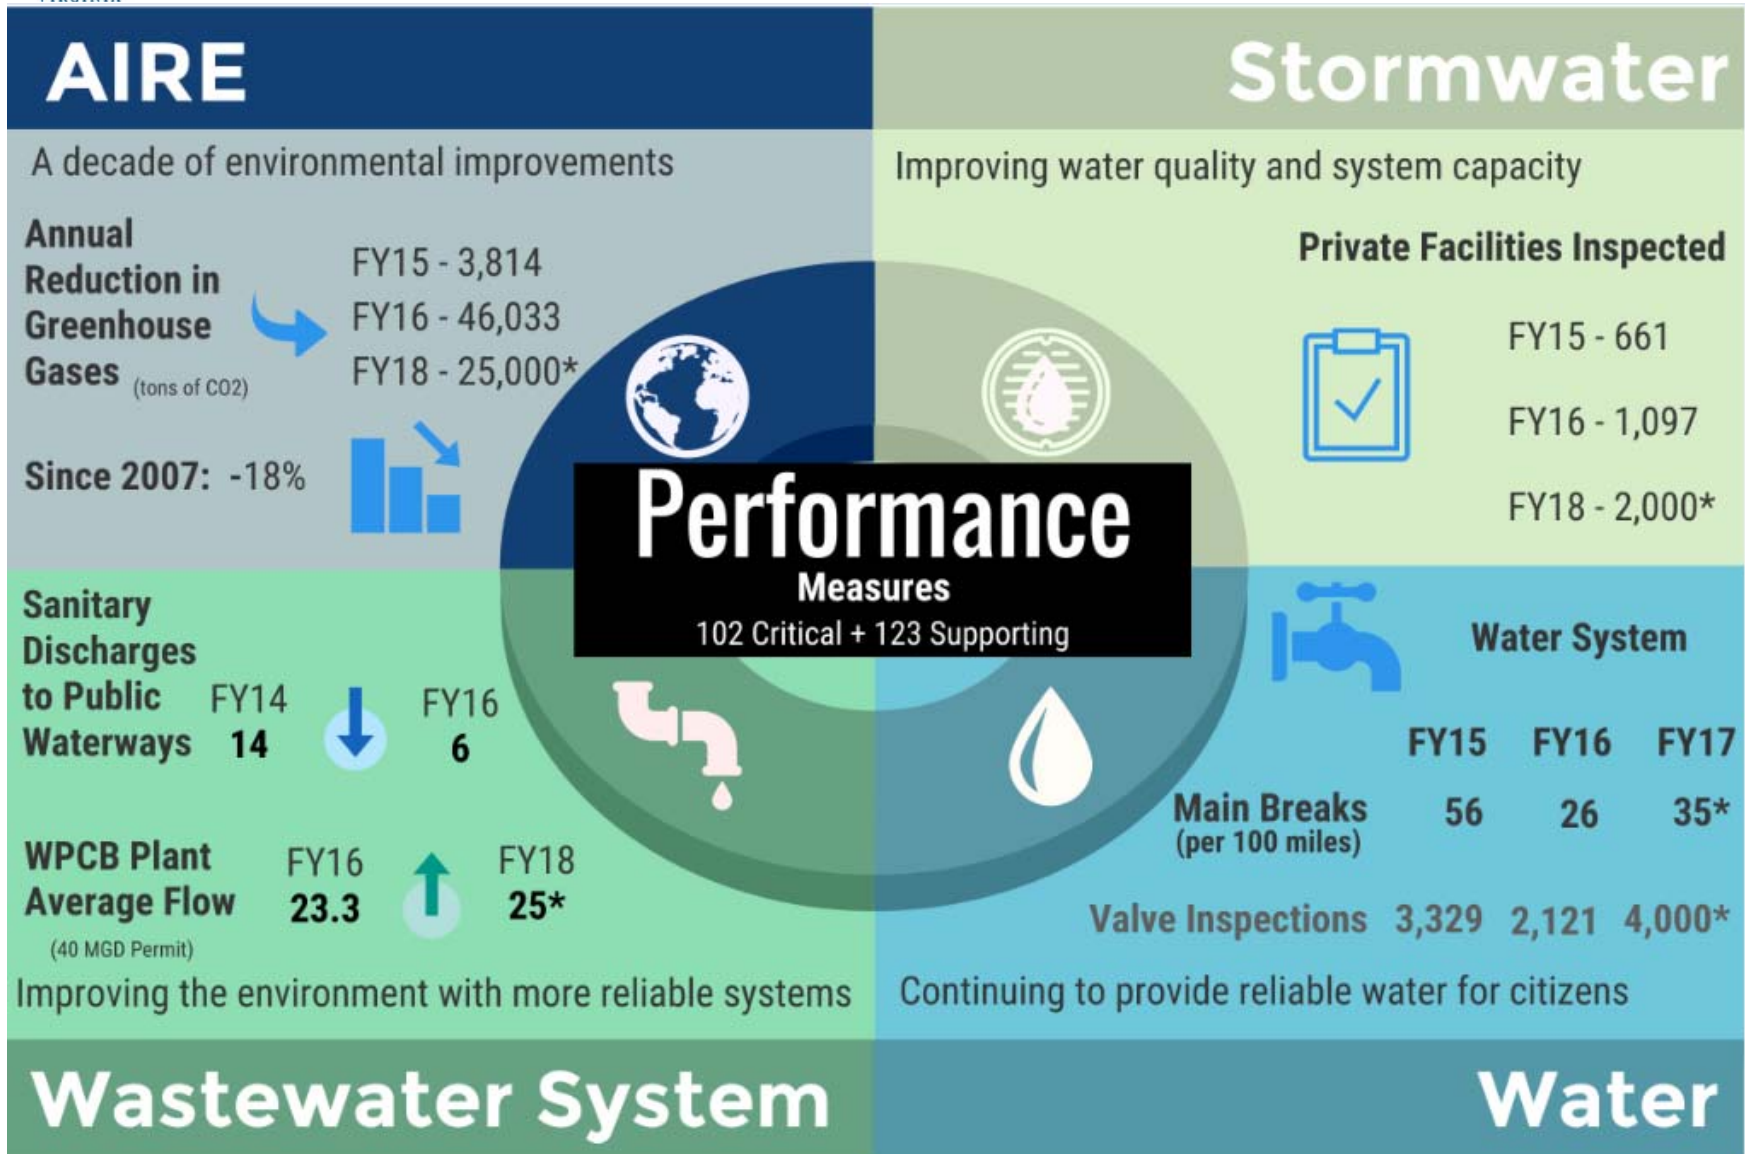 AIRE
A decade of environmental improvements
Annual
Reduction in
Greenhouse
Gases (tons of CO2)
FY15 - 3,814
FY16 - 46,033
FY18 - 25,000*
Since 2007: -18%
Stormwater
Improving water quality and system capacity
Private Facilities Inspected
FY15 - 661
FY16 - 1,097
FY18 - 2,000*
Performance
Measures
102 Critical + 123 Supporting
Sanitary
Discharges
to Public
Waterways
FY14
14
FY16
6
WPCB Plant
Average Flow
(40 MGD Permit)
FY16
23.3
FY18
25*
Improving the environment with more reliable systems
Wastewater System
Water System
FY15 FY16 FY17
Main Breaks 56 26 35*
(per 100 miles)
Valve Inspections 3,329 2,121 4,000*
Continuing to provide reliable water for citizens
Water